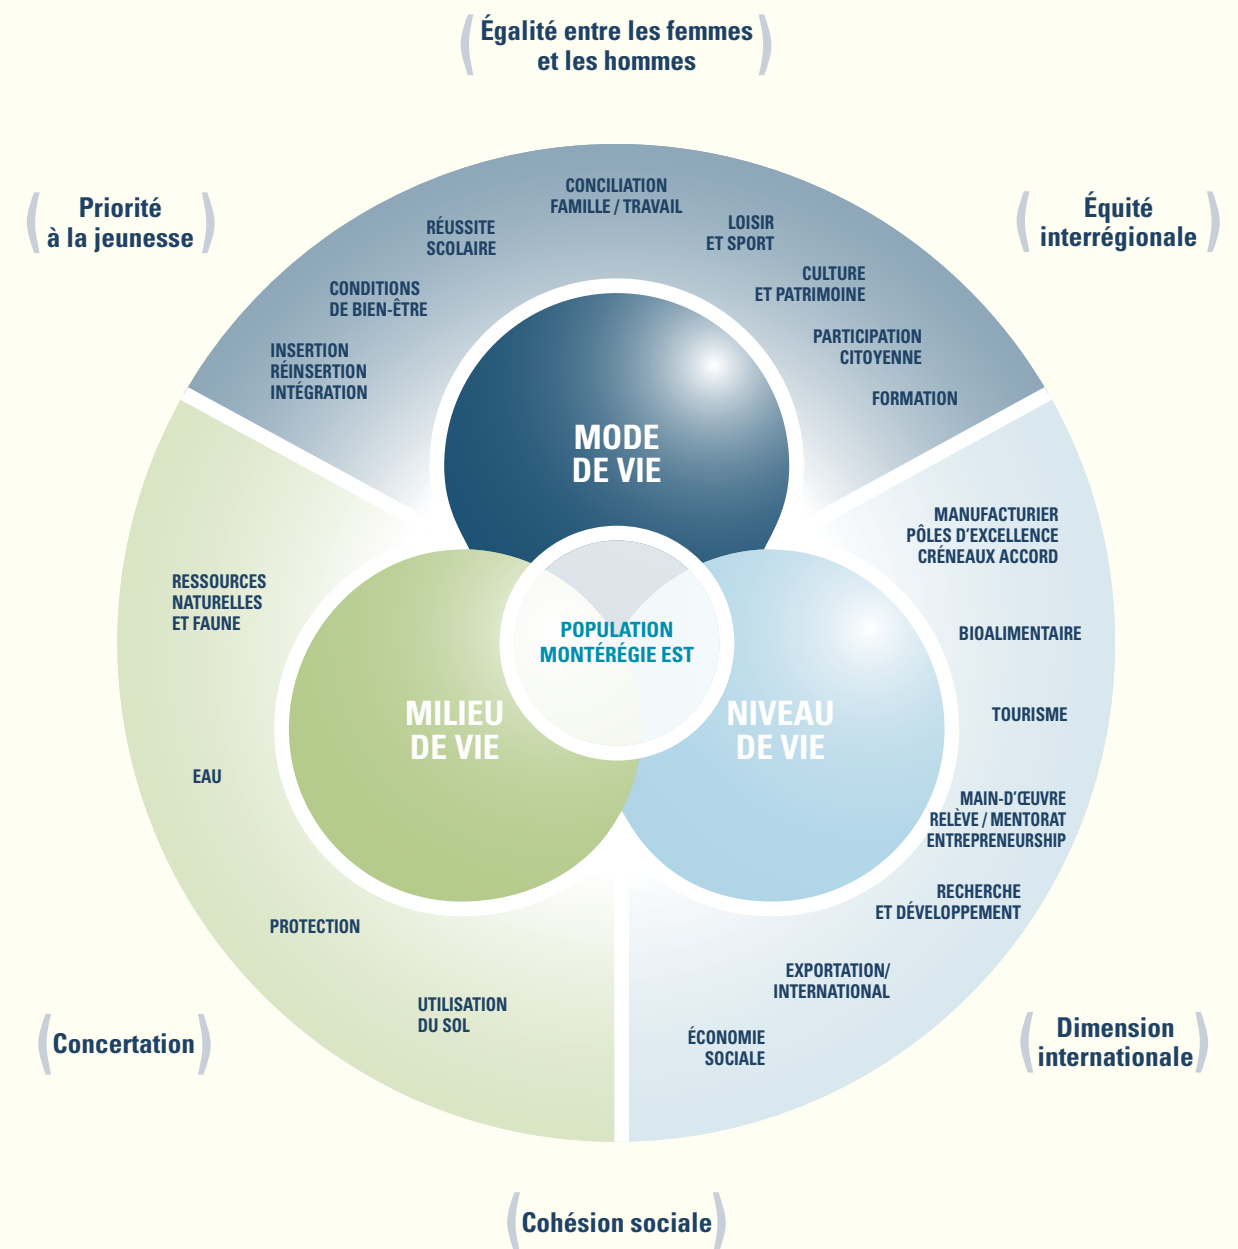 Égalité entre les femmes
et les hommes
Priorité
à la jeunesse
Équité
interrégionale
CONCILIATION
FAMILLE / TRAVAIL
RÉUSSITE
SCOLAIRE
LOISIR
ET SPORT
CONDITIONS
DE BIEN-ÊTRE
CULTURE
ET PATRIMOINE
INSERTION
RÉINSERTION
INTÉGRATION
PARTICIPATION
CITOYENNE
FORMATION
MODE
DE VIE
MANUFACTURIER
PÔLES D'EXCELLENCE
CRÉNEAUX ACCORD
RESSOURCES
NATURELLES
ET FAUNE
POPULATION
MONTÉRÉGIE EST
BIOALIMENTAIRE
MILIEU
DE VIE
NIVEAU
DE VIE
TOURISME
EAU
MAIN-D'ŒUVRE
RELÈVE / MENTORAT
ENTREPRENEURSHIP
RECHERCHE
ET DÉVELOPPEMENT
PROTECTION
EXPORTATION/
INTERNATIONAL
UTILISATION
DU SOL
ÉCONOMIE
SOCIALE
Concertation
Dimension
internationale
Cohésion sociale